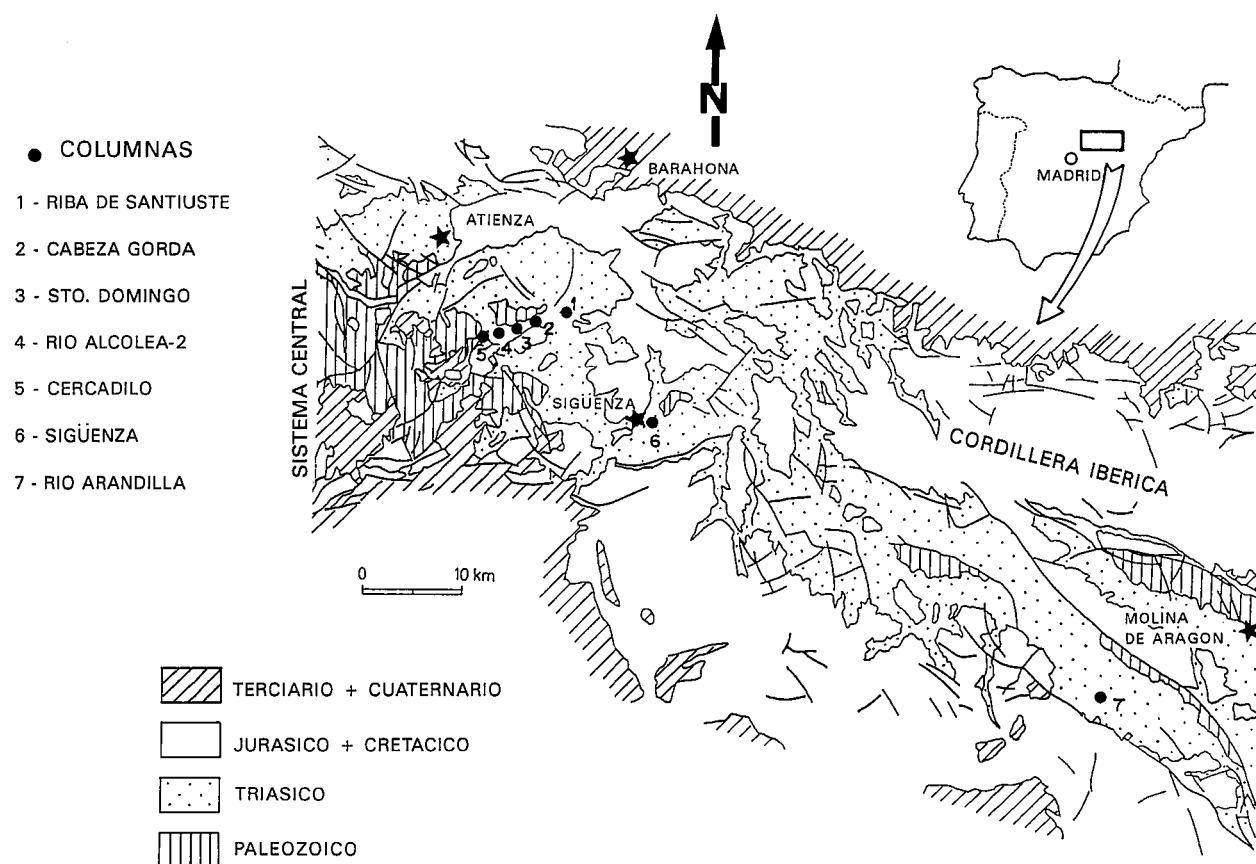 N
COLUMNAS
1 - RIBA DE SANTIUSTE
2 - CABEZA GORDA
3 - STO. DOMINGO
4 - RIO ALCOLEA-2
5 - CERCADILO
6 - SIGÜENZA
7 - RIO ARANDILLA
MADRID
BARAHONA
ATIENZA
SISTEMA CENTRAL
1
2
3
4
5
SIGÜENZA
6
CORDILLERA IBERICA
0 10 km
MOLINA
DE ARAGON
7
TERCIARIO + CUATERNARIO
JURASICO + CRETACICO
TRIASICO
PALEOZOICO